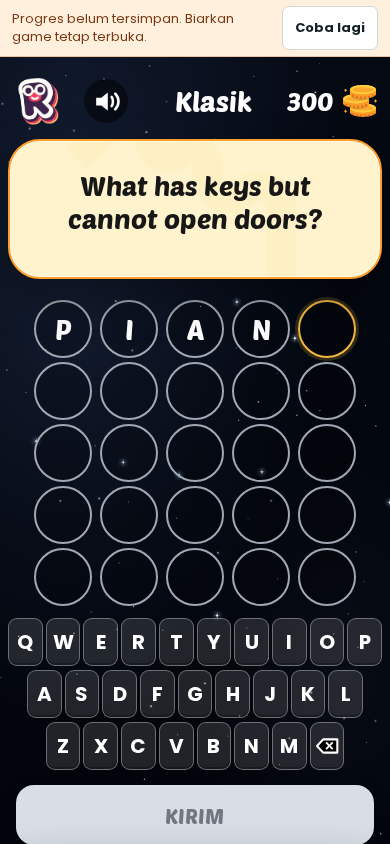 Progres belum tersimpan. Biarkan
game tetap terbuka.
Coba lagi
Klasik
300
What has keys but
cannot open doors?
P I A N
Q W E R T Y U I O P
A S D F G H J K L
Z X C V B N M
KIRIM